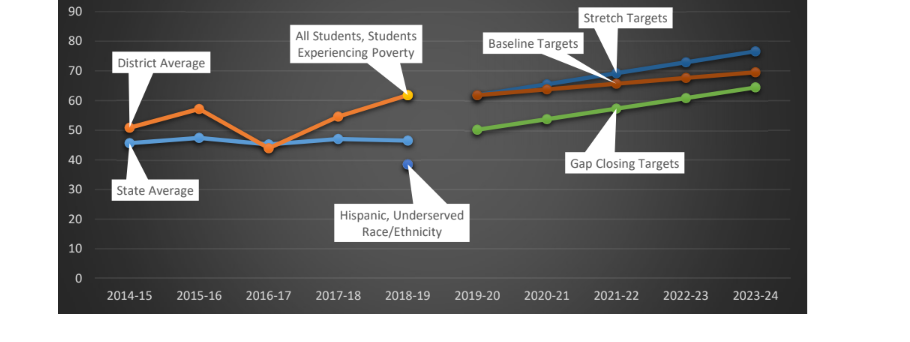 90
Stretch Targets
80
All Students, Students
Experiencing Poverty
Baseline Targets
District Average
70
60
50
40
Gap Closing Targets
30
State Average
20
Hispanic, Underserved
Race/Ethnicity
10
0
2014-15 2015-16 2016-17 2017-18 2018-19 2019-20 2020-21 2021-22 2022-23 2023-24